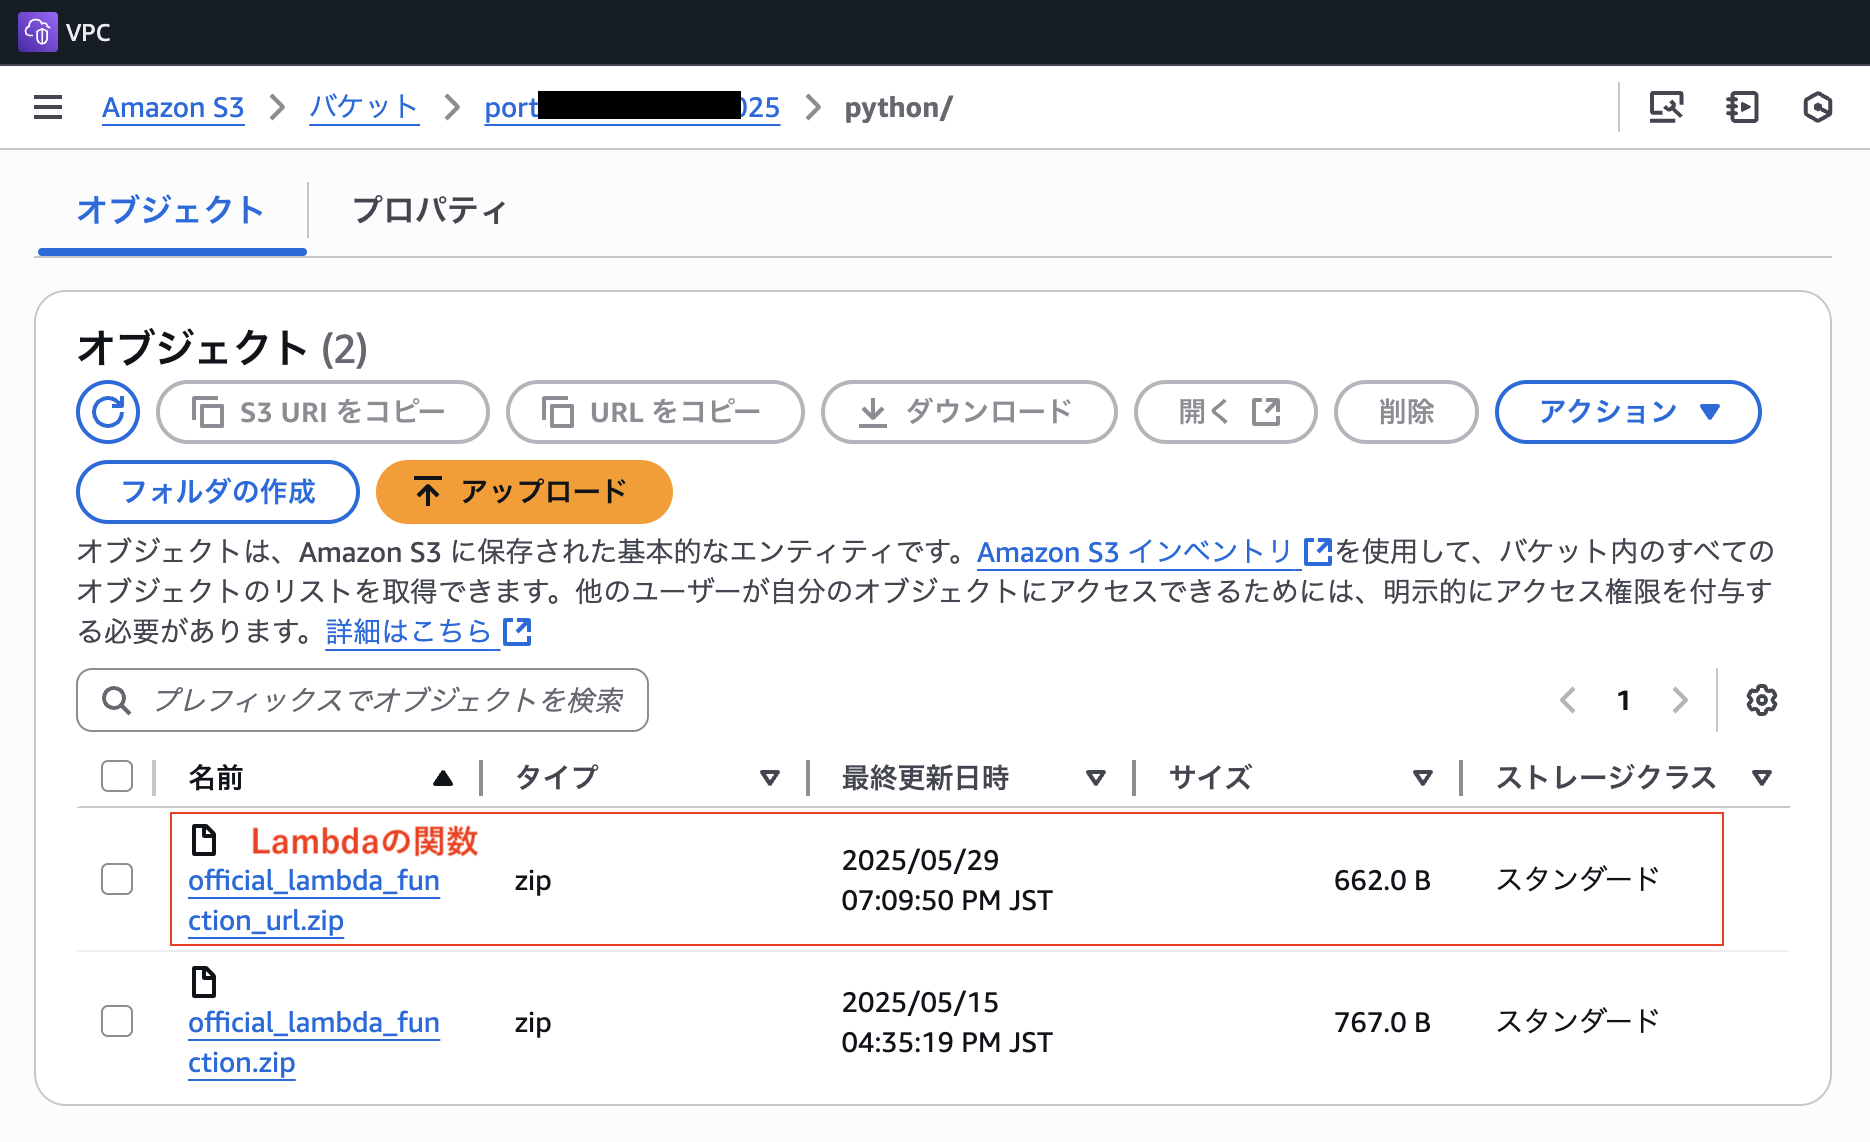 VPC
Amazon S3 バケット port 025 python/
オブジェクト プロパティ
オブジェクト (2)
S3 URI をコピー URL をコピー ダウンロード 開く 削除 アクション
フォルダの作成 アップロード
オブジェクトは、Amazon S3 に保存された基本的なエンティティです。Amazon S3 インベントリ を使用して、バケット内のすべての
オブジェクトのリストを取得できます。他のユーザーが自分のオブジェクトにアクセスできるためには、明示的にアクセス権限を付与す
る必要があります。詳細はこちら
プレフィックスでオブジェクトを検索 1
名前 タイプ 最終更新日時 サイズ ストレージクラス
Lambdaの関数
official_lambda_fun
ction_url.zip
zip
2025/05/29
07:09:50 PM JST
662.0 B
スタンダード
official_lambda_fun
ction.zip
zip
2025/05/15
04:35:19 PM JST
767.0 B
スタンダード